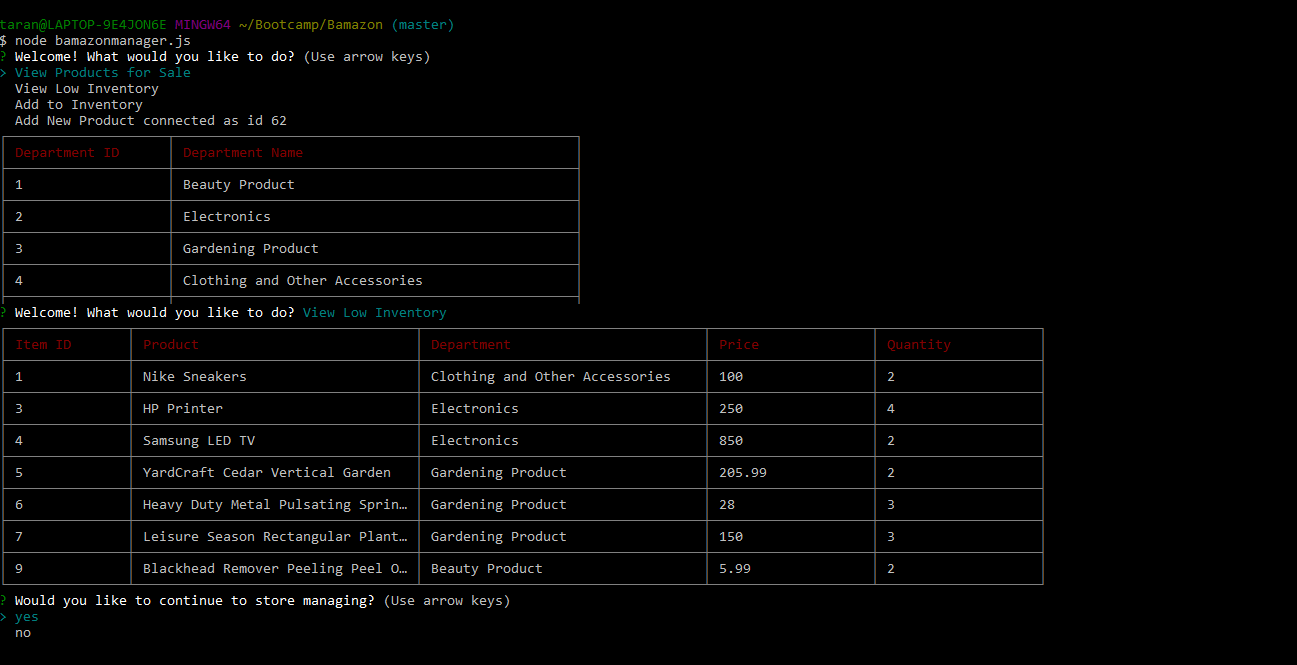 taran@LAPTOP-9E4JON6E MINGW64 ~/Bootcamp/Bamazon (master)
$ node bamazonmanager.js
? Welcome! What would you like to do? (Use arrow keys)
> View Products for Sale
View Low Inventory
Add to Inventory
Add New Product connected as id 62
Department ID Department Name
1 Beauty Product
2 Electronics
3 Gardening Product
4 Clothing and Other Accessories
? Welcome! What would you like to do? View Low Inventory
Item ID Product Department Price Quantity
1 Nike Sneakers Clothing and Other Accessories 100 2
3 HP Printer Electronics 250 4
4 Samsung LED TV Electronics 850 2
5 YardCraft Cedar Vertical Garden Gardening Product 205.99 2
6 Heavy Duty Metal Pulsating Sprin… Gardening Product 28 3
7 Leisure Season Rectangular Plant… Gardening Product 150 3
9 Blackhead Remover Peeling Peel O… Beauty Product 5.99 2
? Would you like to continue to store managing? (Use arrow keys)
> yes
no